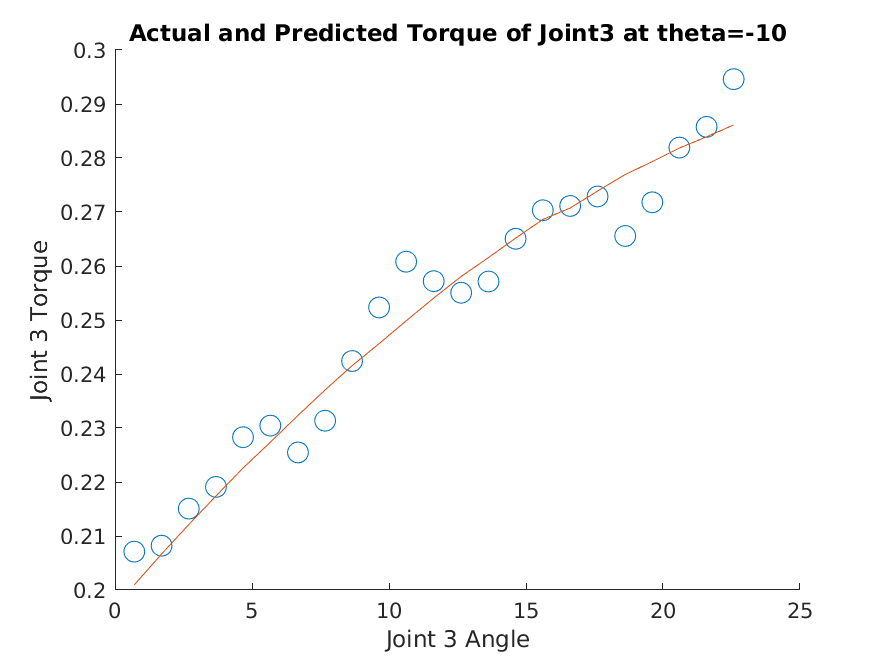 Actual and Predicted Torque of Joint3 at theta=-10
0.3
0.29
0.28
0.27
0.26
0.25
0.24
0.23
0.22
0.21
0.2
Joint 3 Torque
0 5 10 15 20 25
Joint 3 Angle